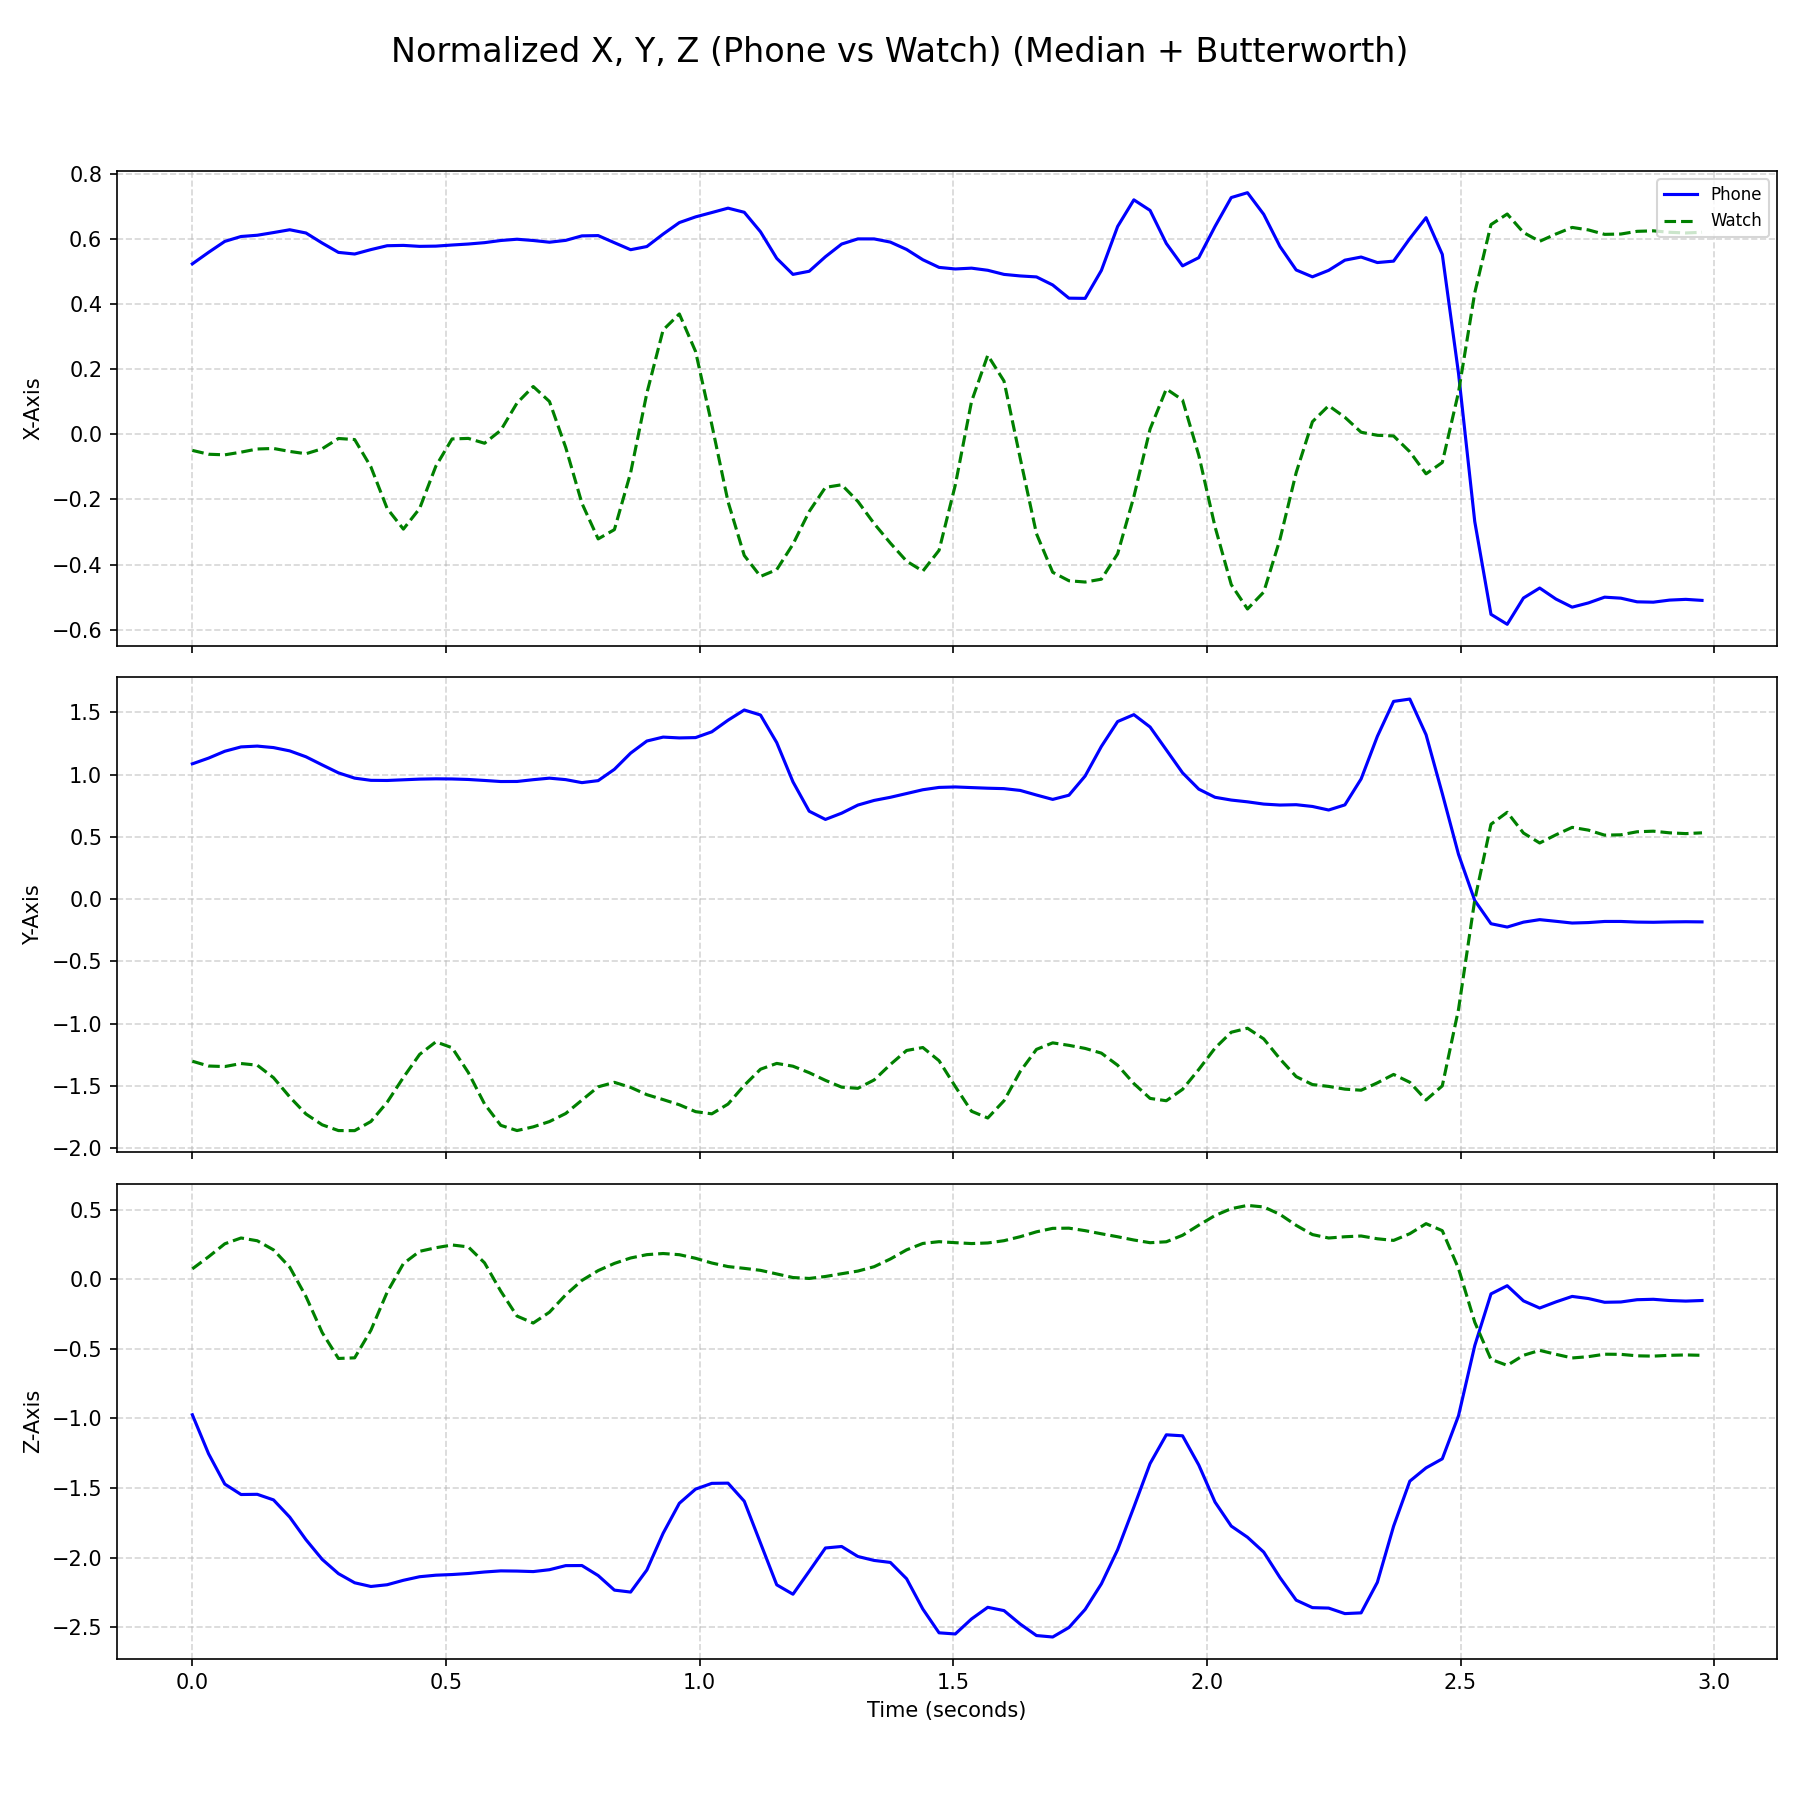 Normalized X, Y, Z (Phone vs Watch) (Median + Butterworth)
Phone
Watch
0.8
0.6
0.4
0.2
0.0
−0.2
−0.4
−0.6
X-Axis
1.5
1.0
0.5
0.0
−0.5
−1.0
−1.5
−2.0
Y-Axis
0.5
0.0
−0.5
−1.0
−1.5
−2.0
−2.5
Z-Axis
0.0 0.5 1.0 1.5 2.0 2.5 3.0
Time (seconds)